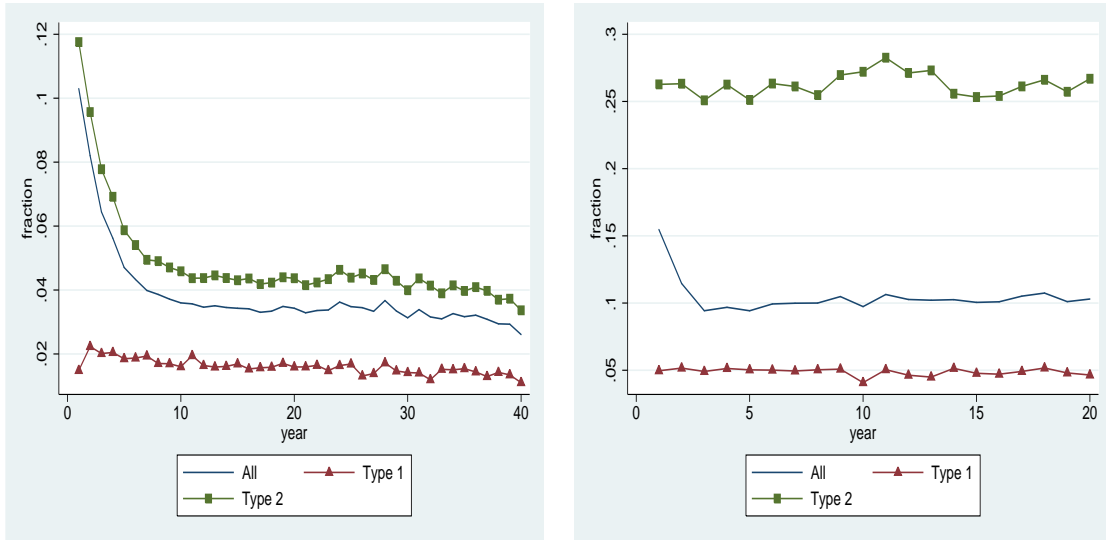 .12
.1
.08
.06
.04
.02
fraction
0 10 20 30 40
year
All Type 1
Type 2
.3
.25
.2
.15
.1
.05
fraction
0 5 10 15 20
year
All Type 1
Type 2